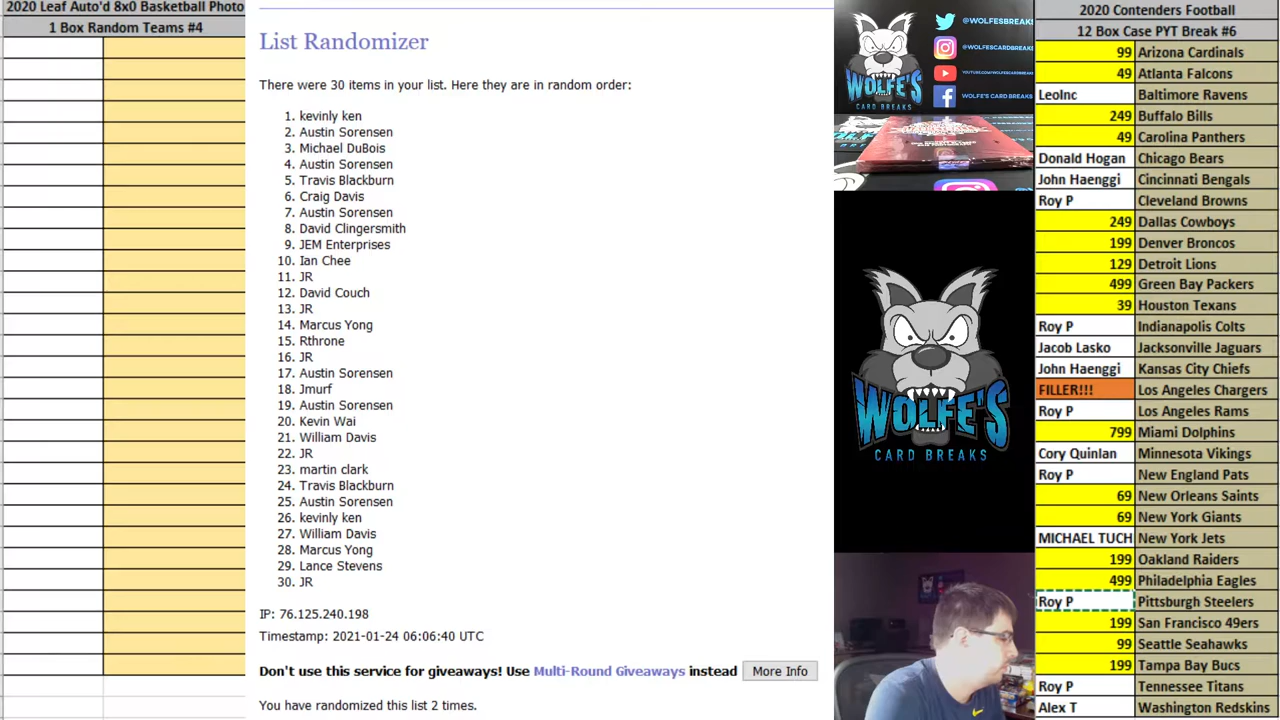 2020 Leaf Auto'd 8x0 Basketball Photo
1 Box Random Teams #4
List Randomizer
There were 30 items in your list. Here they are in random order:
1. kevinly ken
2. Austin Sorensen
3. Michael DuBois
4. Austin Sorensen
5. Travis Blackburn
6. Craig Davis
7. Austin Sorensen
8. David Clingersmith
9. JEM Enterprises
10. Ian Chee
11. JR
12. David Couch
13. JR
14. Marcus Yong
15. Rthrone
16. JR
17. Austin Sorensen
18. Jmurf
19. Austin Sorensen
20. Kevin Wai
21. William Davis
22. JR
23. martin clark
24. Travis Blackburn
25. Austin Sorensen
26. kevinly ken
27. William Davis
28. Marcus Yong
29. Lance Stevens
30. JR
IP: 76.125.240.198
Timestamp: 2021-01-24 06:06:40 UTC
Don't use this service for giveaways! Use Multi-Round Giveaways instead More Info
You have randomized this list 2 times.
WOLFE'S
CARD BREAKS
@WOLFESBREAKS
@WOLFESCARDBREAKS
YOUTUBE.COM/WOLFESCARDBREAKS
WOLFE'S CARD BREAKS
WOLFE'S
CARD BREAKS
2020 Contenders Football
12 Box Case PYT Break #6
99 Arizona Cardinals
49 Atlanta Falcons
LeoInc Baltimore Ravens
249 Buffalo Bills
49 Carolina Panthers
Donald Hogan Chicago Bears
John Haenggi Cincinnati Bengals
Roy P Cleveland Browns
249 Dallas Cowboys
199 Denver Broncos
129 Detroit Lions
499 Green Bay Packers
39 Houston Texans
Roy P Indianapolis Colts
Jacob Lasko Jacksonville Jaguars
John Haenggi Kansas City Chiefs
FILLER!!! Los Angeles Chargers
Roy P Los Angeles Rams
799 Miami Dolphins
Cory Quinlan Minnesota Vikings
Roy P New England Pats
69 New Orleans Saints
69 New York Giants
MICHAEL TUCH New York Jets
199 Oakland Raiders
499 Philadelphia Eagles
Roy P Pittsburgh Steelers
199 San Francisco 49ers
99 Seattle Seahawks
199 Tampa Bay Bucs
Roy P Tennessee Titans
Alex T Washington Redskins